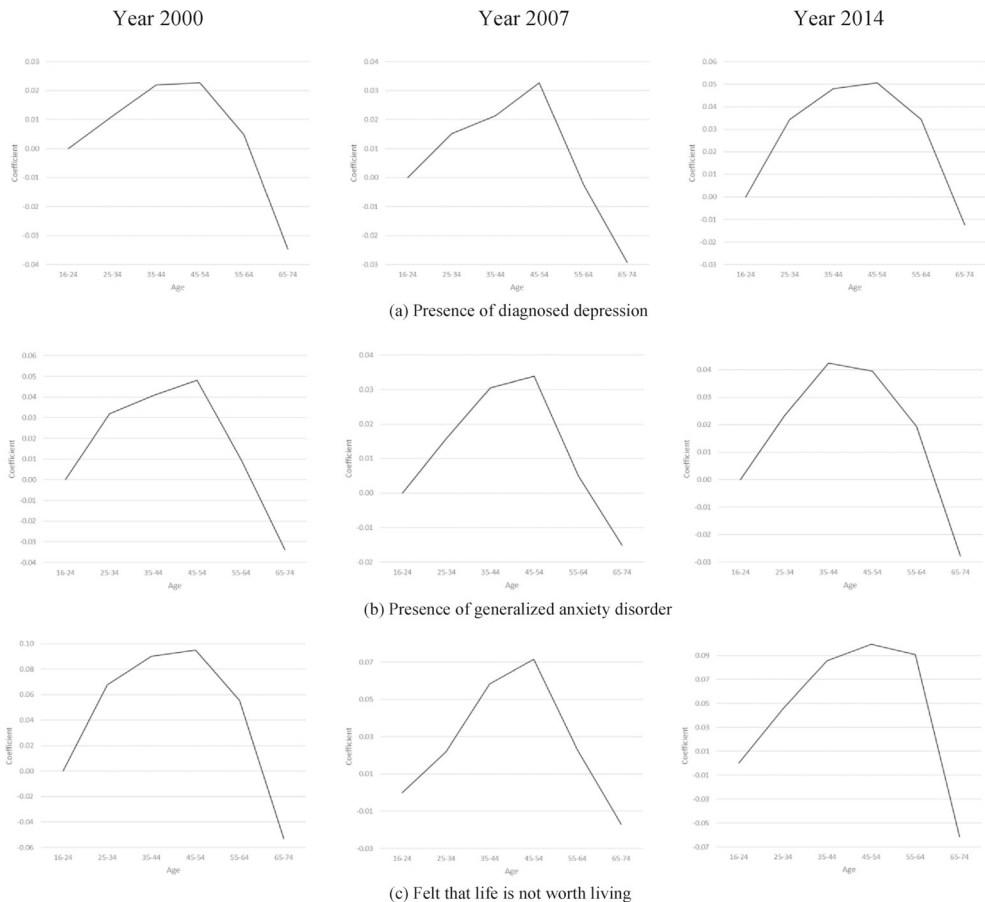 Year 2000
Year 2007
Year 2014
0.03
0.02
0.01
0.00
-0.01
-0.02
-0.03
-0.04
Coefficient
16-24 25-34 35-44 45-54 55-64 65-74
Age
0.04
0.03
0.02
0.01
0.00
-0.01
-0.02
-0.03
Coefficient
16-24 25-34 35-44 45-54 55-64 65-74
Age
0.06
0.05
0.04
0.03
0.02
0.01
0.00
-0.01
-0.02
-0.03
Coefficient
16-24 25-34 35-44 45-54 55-64 65-74
Age
(a) Presence of diagnosed depression
0.06
0.05
0.04
0.03
0.02
0.01
0.00
-0.01
-0.02
-0.03
-0.04
Coefficient
16-24 25-34 35-44 45-54 55-64 65-74
Age
0.04
0.03
0.02
0.01
0.00
-0.01
-0.02
Coefficient
16-24 25-34 35-44 45-54 55-64 65-74
Age
0.04
0.03
0.02
0.01
0.00
-0.01
-0.02
-0.03
Coefficient
16-24 25-34 35-44 45-54 55-64 65-74
Age
(b) Presence of generalized anxiety disorder
0.10
0.08
0.06
0.04
0.02
0.00
-0.02
-0.04
-0.06
Coefficient
16-24 25-34 35-44 45-54 55-64 65-74
Age
0.07
0.05
0.03
0.01
-0.01
-0.03
Coefficient
16-24 25-34 35-44 45-54 55-64 65-74
Age
0.09
0.07
0.05
0.03
0.01
-0.01
-0.03
-0.05
-0.07
Coefficient
16-24 25-34 35-44 45-54 55-64 65-74
Age
(c) Felt that life is not worth living